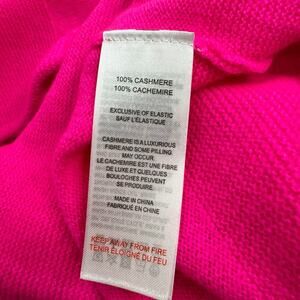 100% CASHMERE
100% CACHEMIRE
EXCLUSIVE OF ELASTIC
SAUF L'ÉLASTIQUE
CASHMERE IS A LUXURIOUS
FIBRE AND SOME PILLING
MAY OCCUR.
LE CACHEMIRE EST UNE FIBRE
DE LUXE ET QUELQUES
BOULOCHES PEUVENT
SE PRODUIRE.
MADE IN CHINA
FABRIQUÉ EN CHINE
KEEP AWAY FROM FIRE
TENIR ÉLOIGNÉ DU FEU